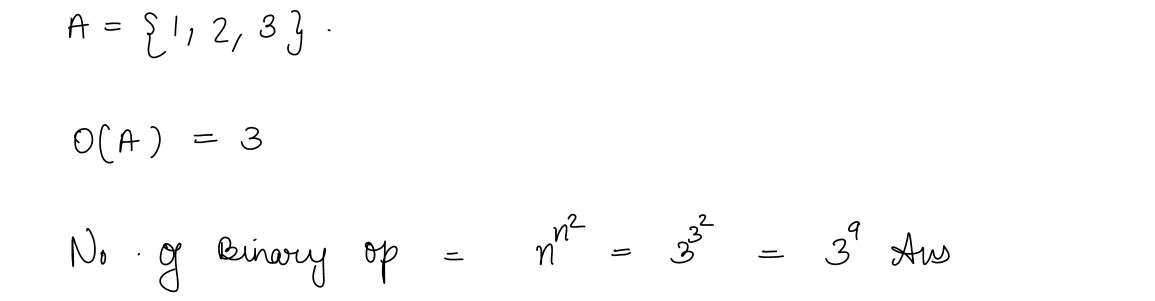 A = {1, 2, 3}.
O(A) = 3
No. of Binary op = n^{n^2} = 3^{3^2} = 3^9 Ans